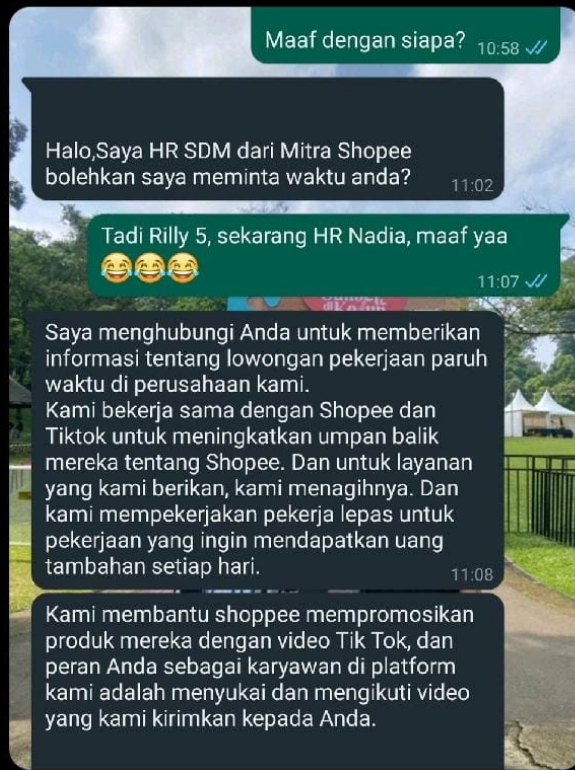 Maaf dengan siapa? 10:58
Halo,Saya HR SDM dari Mitra Shopee
bolehkan saya meminta waktu anda?
11:02
Tadi Rilly 5, sekarang HR Nadia, maaf yaa
😂😂😂
11:07
Saya menghubungi Anda untuk memberikan
informasi tentang lowongan pekerjaan paruh
waktu di perusahaan kami.
Kami bekerja sama dengan Shopee dan
Tiktok untuk meningkatkan umpan balik
mereka tentang Shopee. Dan untuk layanan
yang kami berikan, kami menagihnya. Dan
kami mempekerjakan pekerja lepas untuk
pekerjaan yang ingin mendapatkan uang
tambahan setiap hari.
11:08
Kami membantu shoppee mempromosikan
produk mereka dengan video Tik Tok, dan
peran Anda sebagai karyawan di platform
kami adalah menyukai dan mengikuti video
yang kami kirimkan kepada Anda.